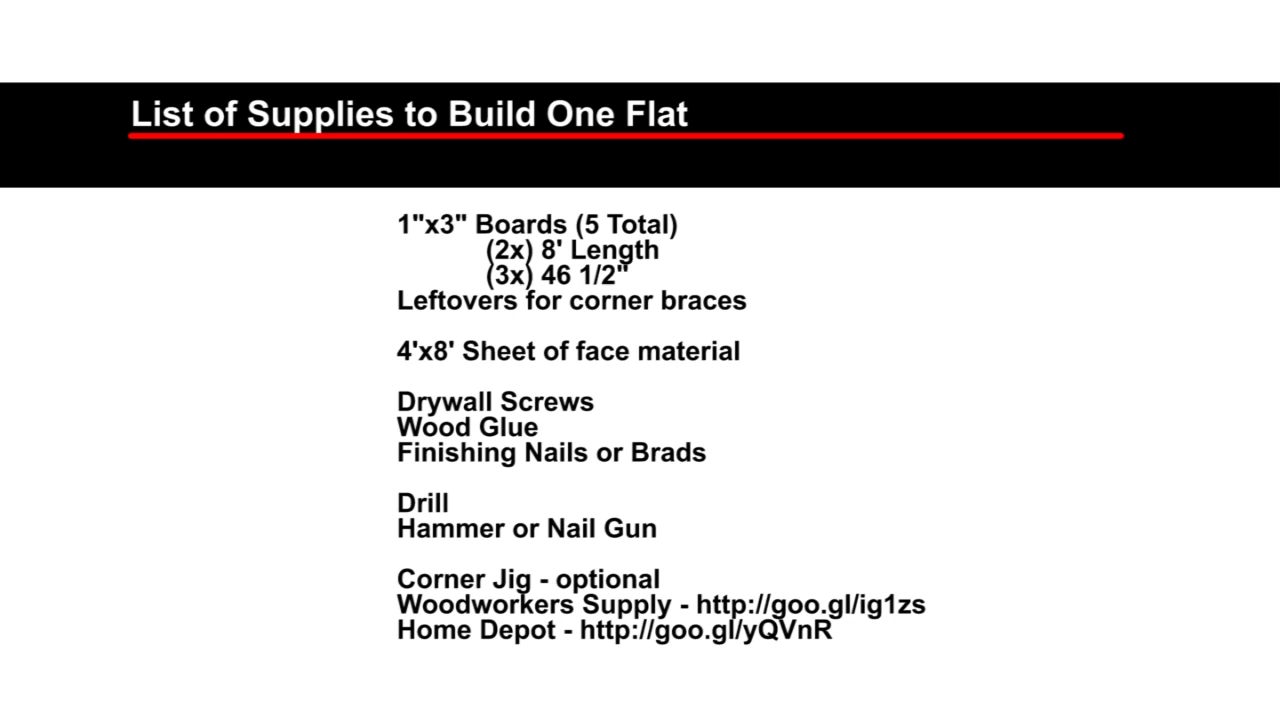 List of Supplies to Build One Flat
1"x3" Boards (5 Total)
(2x) 8' Length
(3x) 46 1/2"
Leftovers for corner braces
4'x8' Sheet of face material
Drywall Screws
Wood Glue
Finishing Nails or Brads
Drill
Hammer or Nail Gun
Corner Jig - optional
Woodworkers Supply - http://goo.gl/ig1zs
Home Depot - http://goo.gl/yQVnR